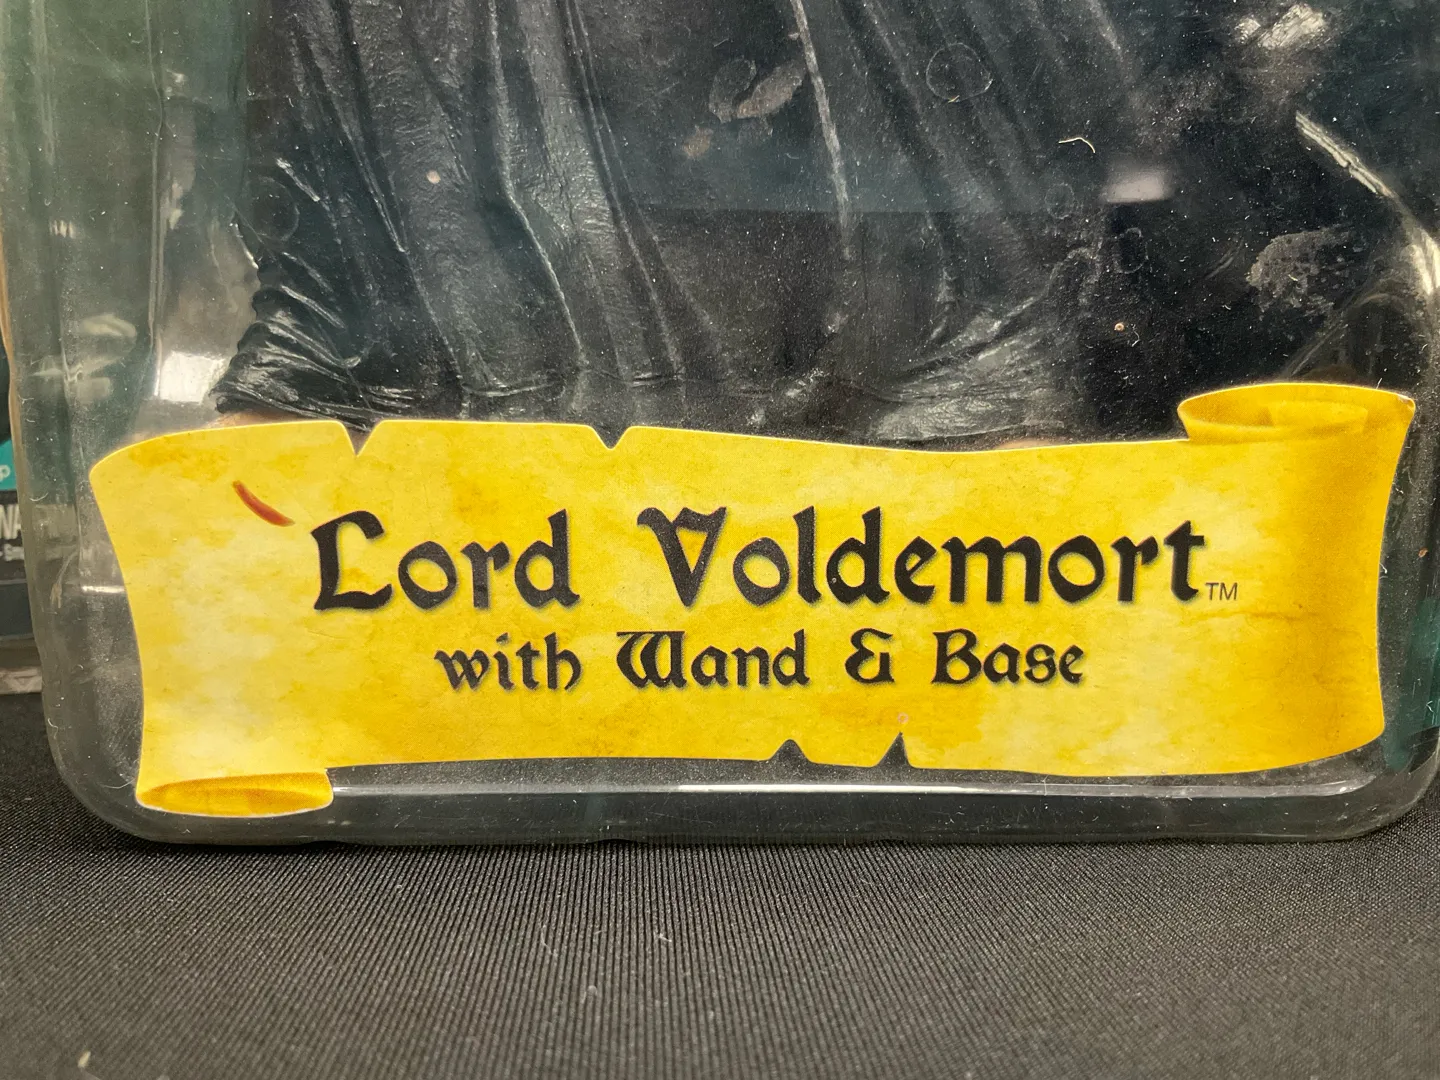 Lord Voldemort™
with Wand & Base